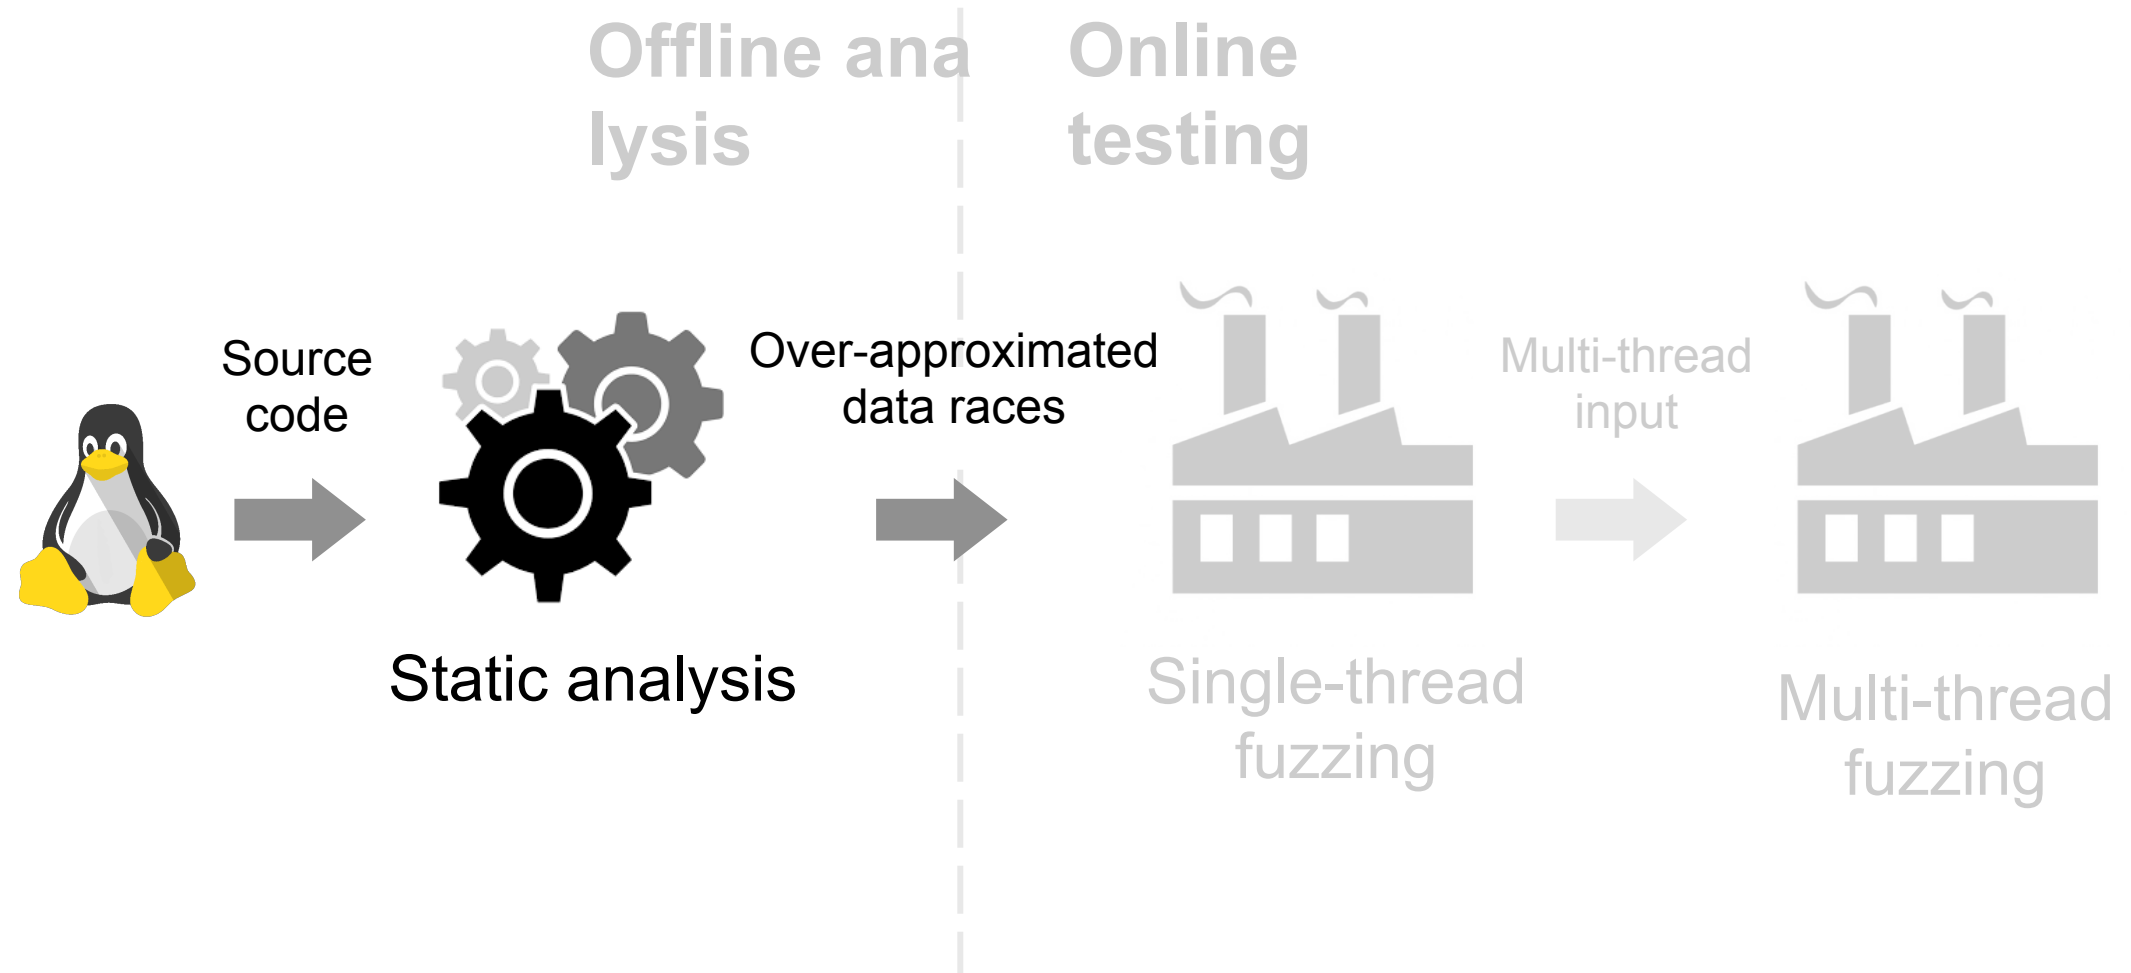 Offline ana
lysis
Online
testing
Source
code
Over-approximated
data races
Multi-thread
input
Static analysis
Single-thread
fuzzing
Multi-thread
fuzzing